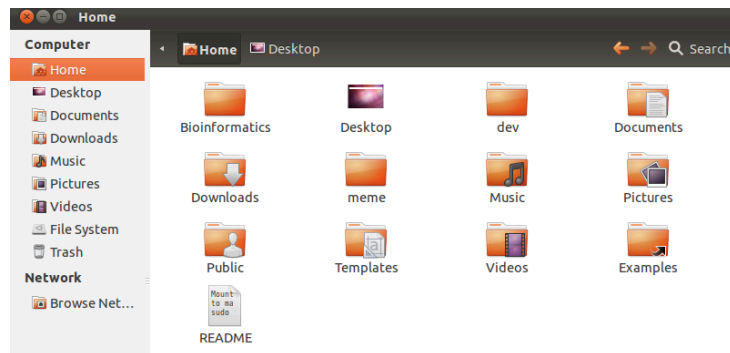 Home
Computer
Home
Desktop
Documents
Downloads
Music
Pictures
Videos
File System
Trash
Network
Browse Net...
Home Desktop Search
Bioinformatics Desktop dev Documents
Downloads meme Music Pictures
Public Templates Videos Examples
Mount
to ma
sudo
README